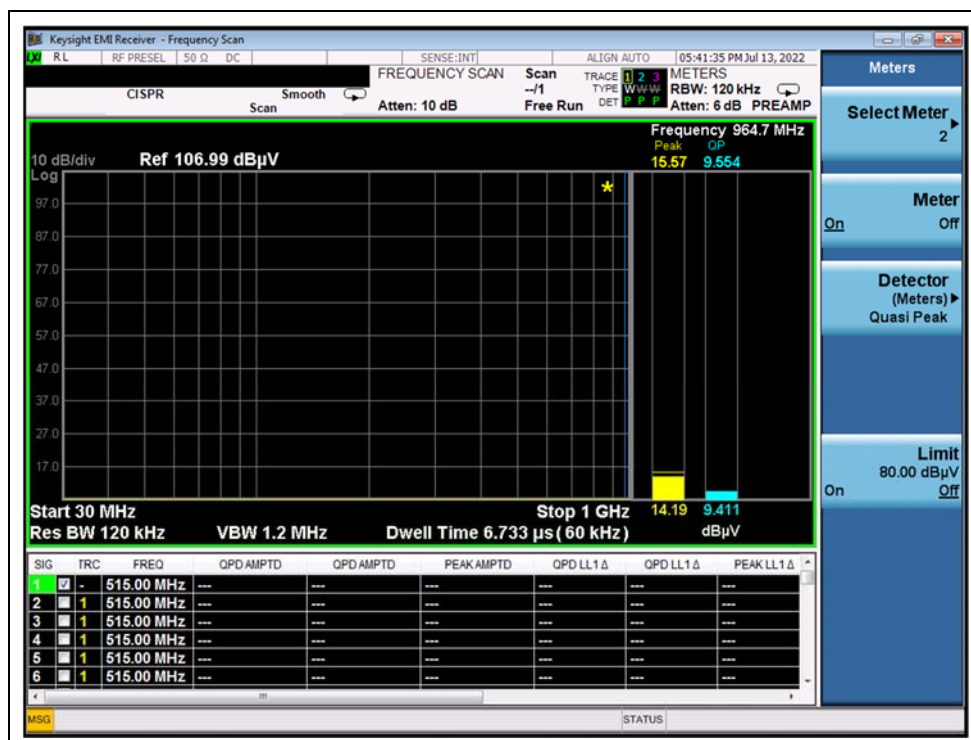 Keysight EMI Receiver - Frequency Scan
LXI RL RF PRESEL 50 Ω DC SENSE:INT ALIGN AUTO 05:41:35 PM Jul 13, 2022
FREQUENCY SCAN Scan TRACE 1 2 3 METERS
CISPR Smooth --/1 TYPE W W W RBW: 120 kHz
Scan Atten: 10 dB Free Run DET P P P Atten: 6 dB PREAMP
Frequency 964.7 MHz
Peak QP
10 dB/div Ref 106.99 dBµV 15.57 9.554
Log
97.0
87.0
77.0
67.0
57.0
47.0
37.0
27.0
17.0
*
Start 30 MHz Stop 1 GHz 14.19 9.411
Res BW 120 kHz VBW 1.2 MHz Dwell Time 6.733 µs (60 kHz) dBµV
SIG TRC FREQ QPD AMPTD QPD AMPTD PEAK AMPTD QPD LL1 Δ QPD LL1 Δ PEAK LL1 Δ
1 - 515.00 MHz --- --- --- --- --- ---
2 1 515.00 MHz --- --- --- --- --- ---
3 1 515.00 MHz --- --- --- --- --- ---
4 1 515.00 MHz --- --- --- --- --- ---
5 1 515.00 MHz --- --- --- --- --- ---
6 1 515.00 MHz --- --- --- --- --- ---
MSG STATUS
Meters
Select Meter
2
Meter
On Off
Detector
(Meters)
Quasi Peak
Limit
80.00 dBµV
On Off